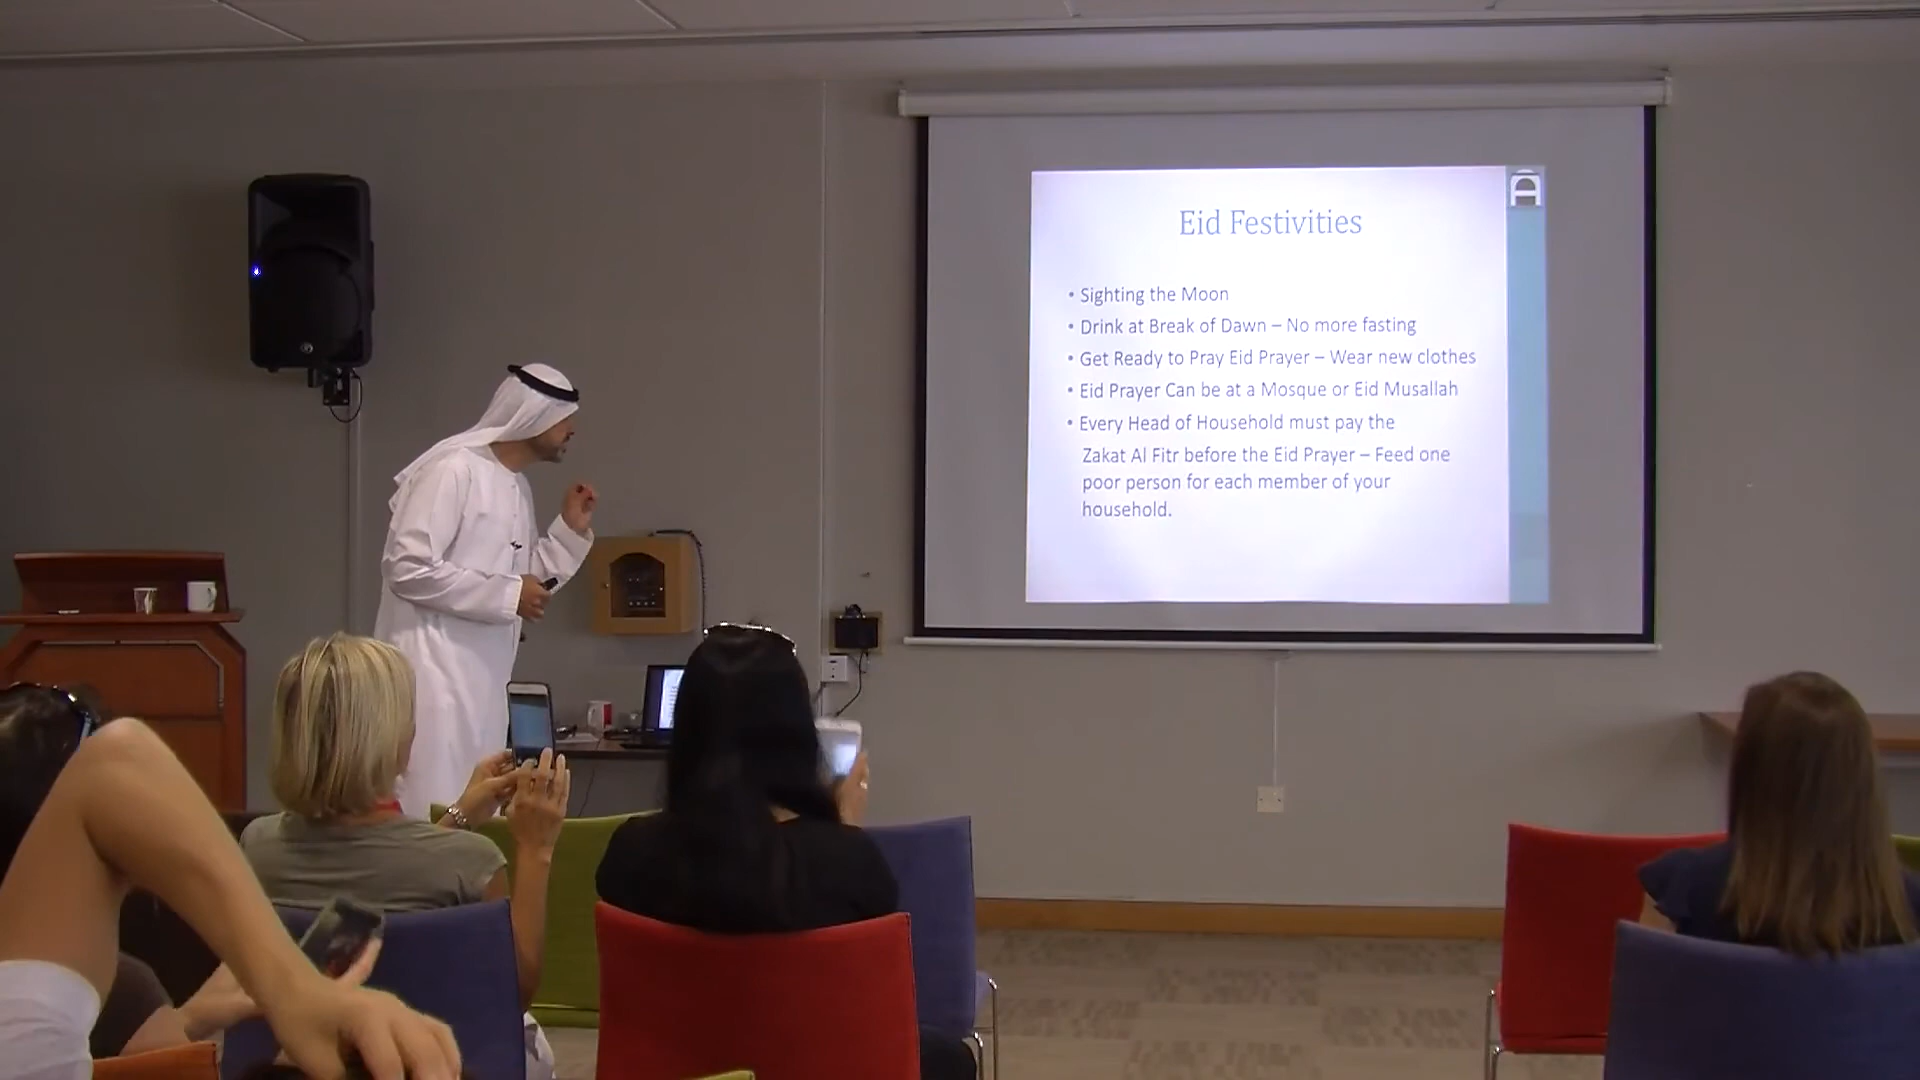 Eid Festivities
• Sighting the Moon
• Drink at Break of Dawn – No more fasting
• Get Ready to Pray Eid Prayer – Wear new clothes
• Eid Prayer Can be at a Mosque or Eid Musallah
• Every Head of Household must pay the
Zakat Al Fitr before the Eid Prayer – Feed one
poor person for each member of your
household.